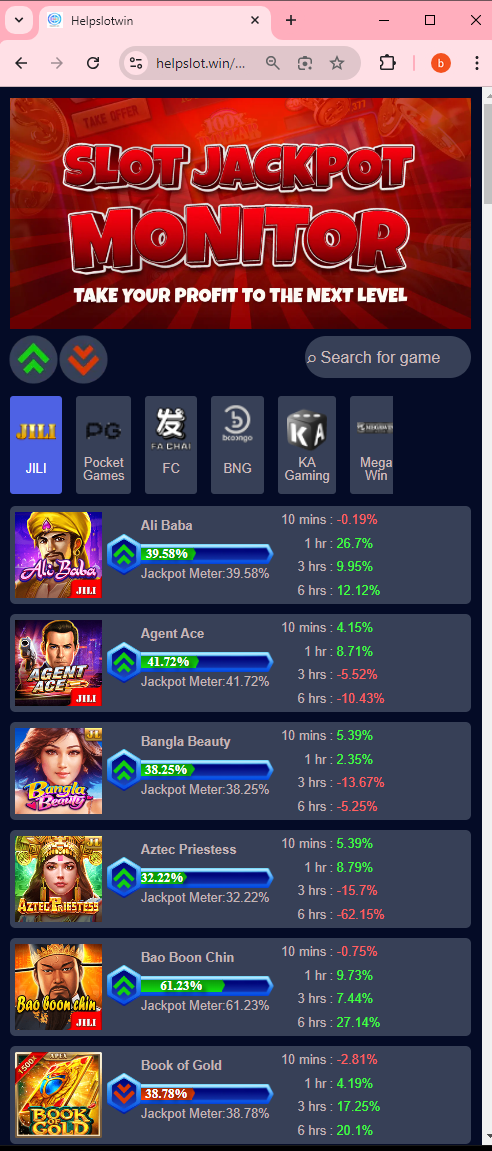 Helpslotwin
helpslot.win/...
b
TAKE OFFER
SLOT JACKPOT
MONITOR
TAKE YOUR PROFIT TO THE NEXT LEVEL
Search for game
JILI
PG
发
FA CHAI
booongo
KA
JILI
Pocket
Games
FC
BNG
KA
Gaming
Mega
Win
Ali Baba
JILI
Ali Baba
39.58%
Jackpot Meter:39.58%
10 mins : -0.19%
1 hr : 26.7%
3 hrs : 9.95%
6 hrs : 12.12%
AGENT
ACE
JILI
Agent Ace
41.72%
Jackpot Meter:41.72%
10 mins : 4.15%
1 hr : 8.71%
3 hrs : -5.52%
6 hrs : -10.43%
Bangla
Beauty
Bangla Beauty
38.25%
Jackpot Meter:38.25%
10 mins : 5.39%
1 hr : 2.35%
3 hrs : -13.67%
6 hrs : -5.25%
AZTEC PRIESTESS
Aztec Priestess
32.22%
Jackpot Meter:32.22%
10 mins : 5.39%
1 hr : 8.79%
3 hrs : -15.7%
6 hrs : -62.15%
Bao boon chin
JILI
Bao Boon Chin
61.23%
Jackpot Meter:61.23%
10 mins : -0.75%
1 hr : 9.73%
3 hrs : 7.44%
6 hrs : 27.14%
1500x
APEX
BOOK
OF
GOLD
Book of Gold
38.78%
Jackpot Meter:38.78%
10 mins : -2.81%
1 hr : 4.19%
3 hrs : 17.25%
6 hrs : 20.1%